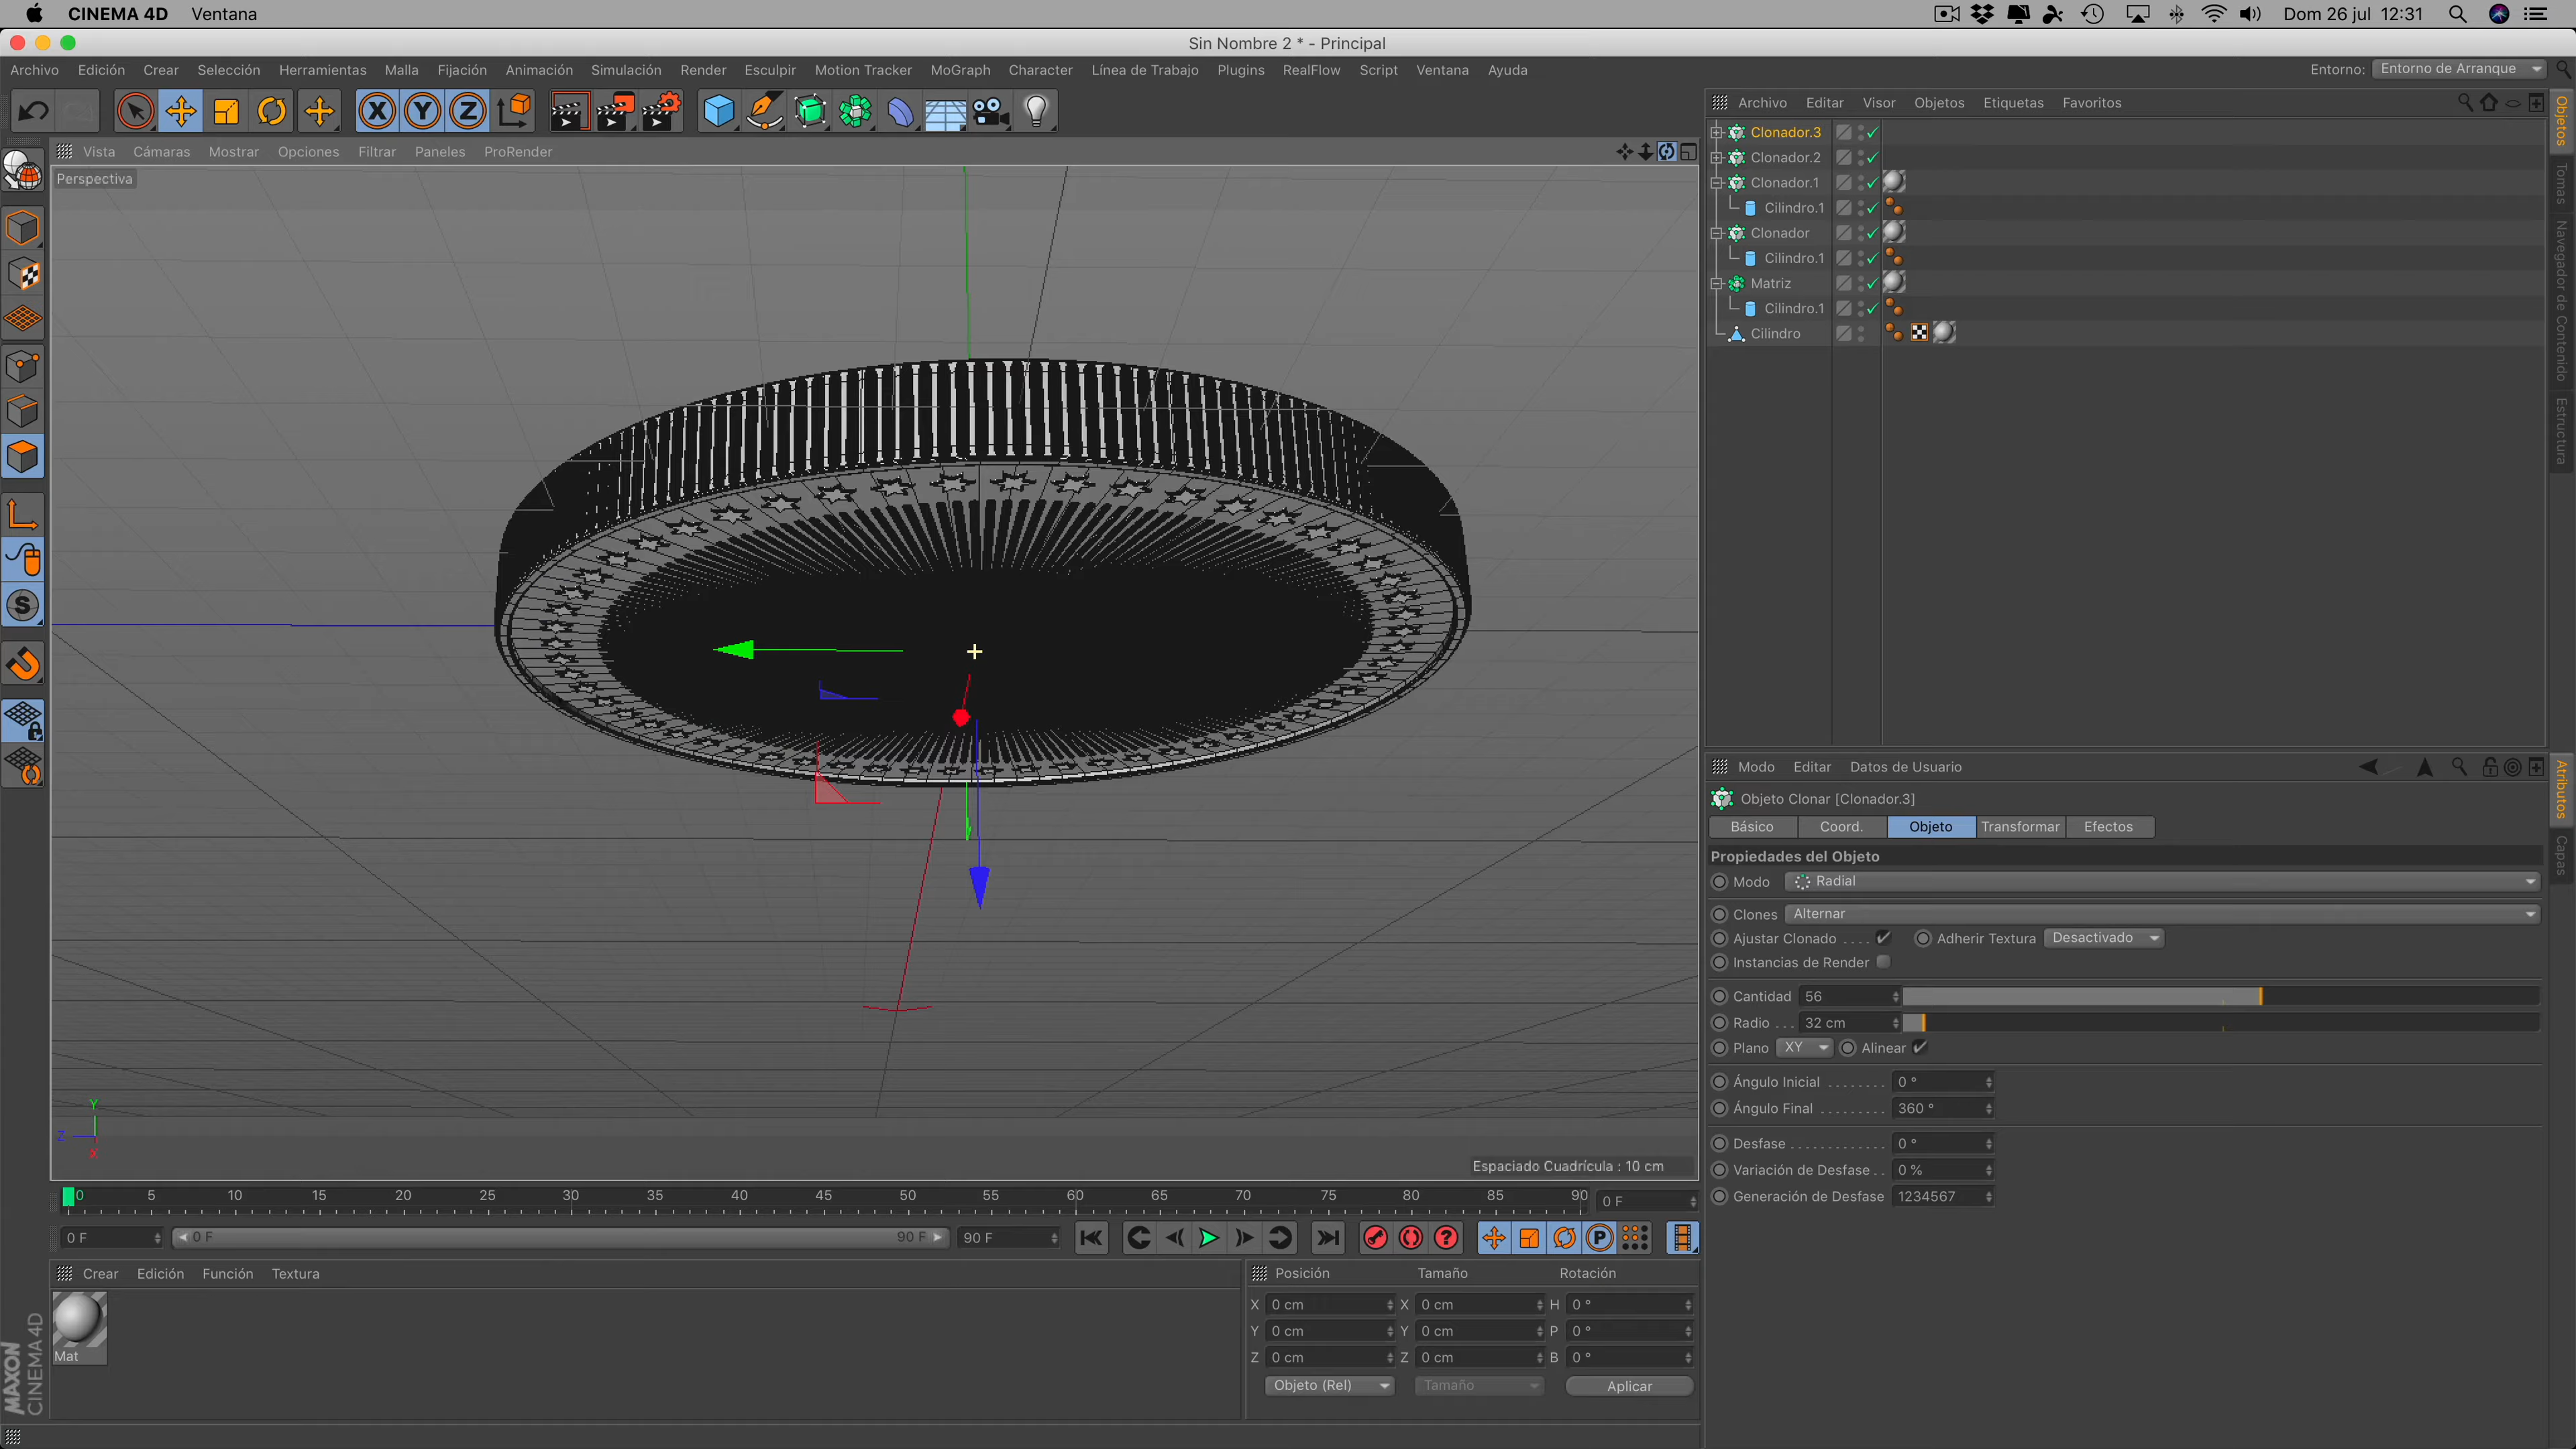 CINEMA 4D Ventana Dom 26 jul 12:31
Sin Nombre 2 * - Principal
Archivo Edición Crear Selección Herramientas Malla Fijación Animación Simulación Render Esculpir Motion Tracker MoGraph Character Línea de Trabajo Plugins RealFlow Script Ventana Ayuda Entorno: Entorno de Arranque
X Y Z
Archivo Editar Visor Objetos Etiquetas Favoritos
Vista Cámaras Mostrar Opciones Filtrar Paneles ProRender
Perspectiva
Clonador.3
Clonador.2
Clonador.1
Cilindro.1
Clonador
Cilindro.1
Matriz
Cilindro.1
Cilindro
Objetos
Tomas
Navegador de Contenido
Estructura
S
Modo Editar Datos de Usuario
Objeto Clonar [Clonador.3]
Básico Coord. Objeto Transformar Efectos
Propiedades del Objeto
Modo Radial
Clones Alternar
Ajustar Clonado . . . . Adherir Textura Desactivado
Instancias de Render
Cantidad 56
Radio . . . 32 cm
Plano XY Alinear
Ángulo Inicial . . . . . . . . 0 °
Ángulo Final . . . . . . . . . 360 °
Desfase . . . . . . . . . . . . . 0 °
Variación de Desfase . . 0 %
Generación de Desfase 1234567
Atributos
Capas
Y
Z
X
Espaciado Cuadrícula : 10 cm
0 5 10 15 20 25 30 35 40 45 50 55 60 65 70 75 80 85 90 0 F
0 F 0 F 90 F 90 F ? P
Crear Edición Función Textura
Mat
Posición Tamaño Rotación
X 0 cm X 0 cm H 0 °
Y 0 cm Y 0 cm P 0 °
Z 0 cm Z 0 cm B 0 °
Objeto (Rel) Tamaño Aplicar
MAXON
CINEMA 4D